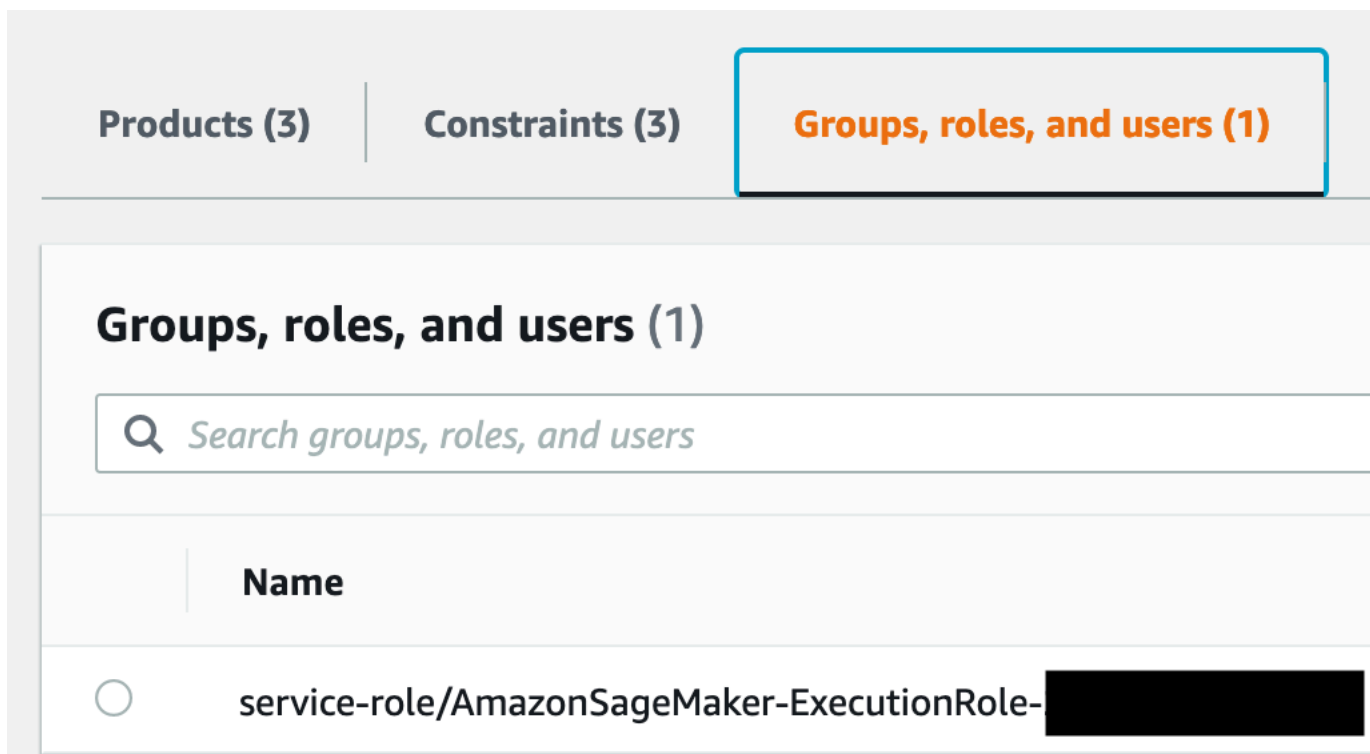 Products (3) Constraints (3) Groups, roles, and users (1)
Groups, roles, and users (1)
Search groups, roles, and users
Name
service-role/AmazonSageMaker-ExecutionRole-